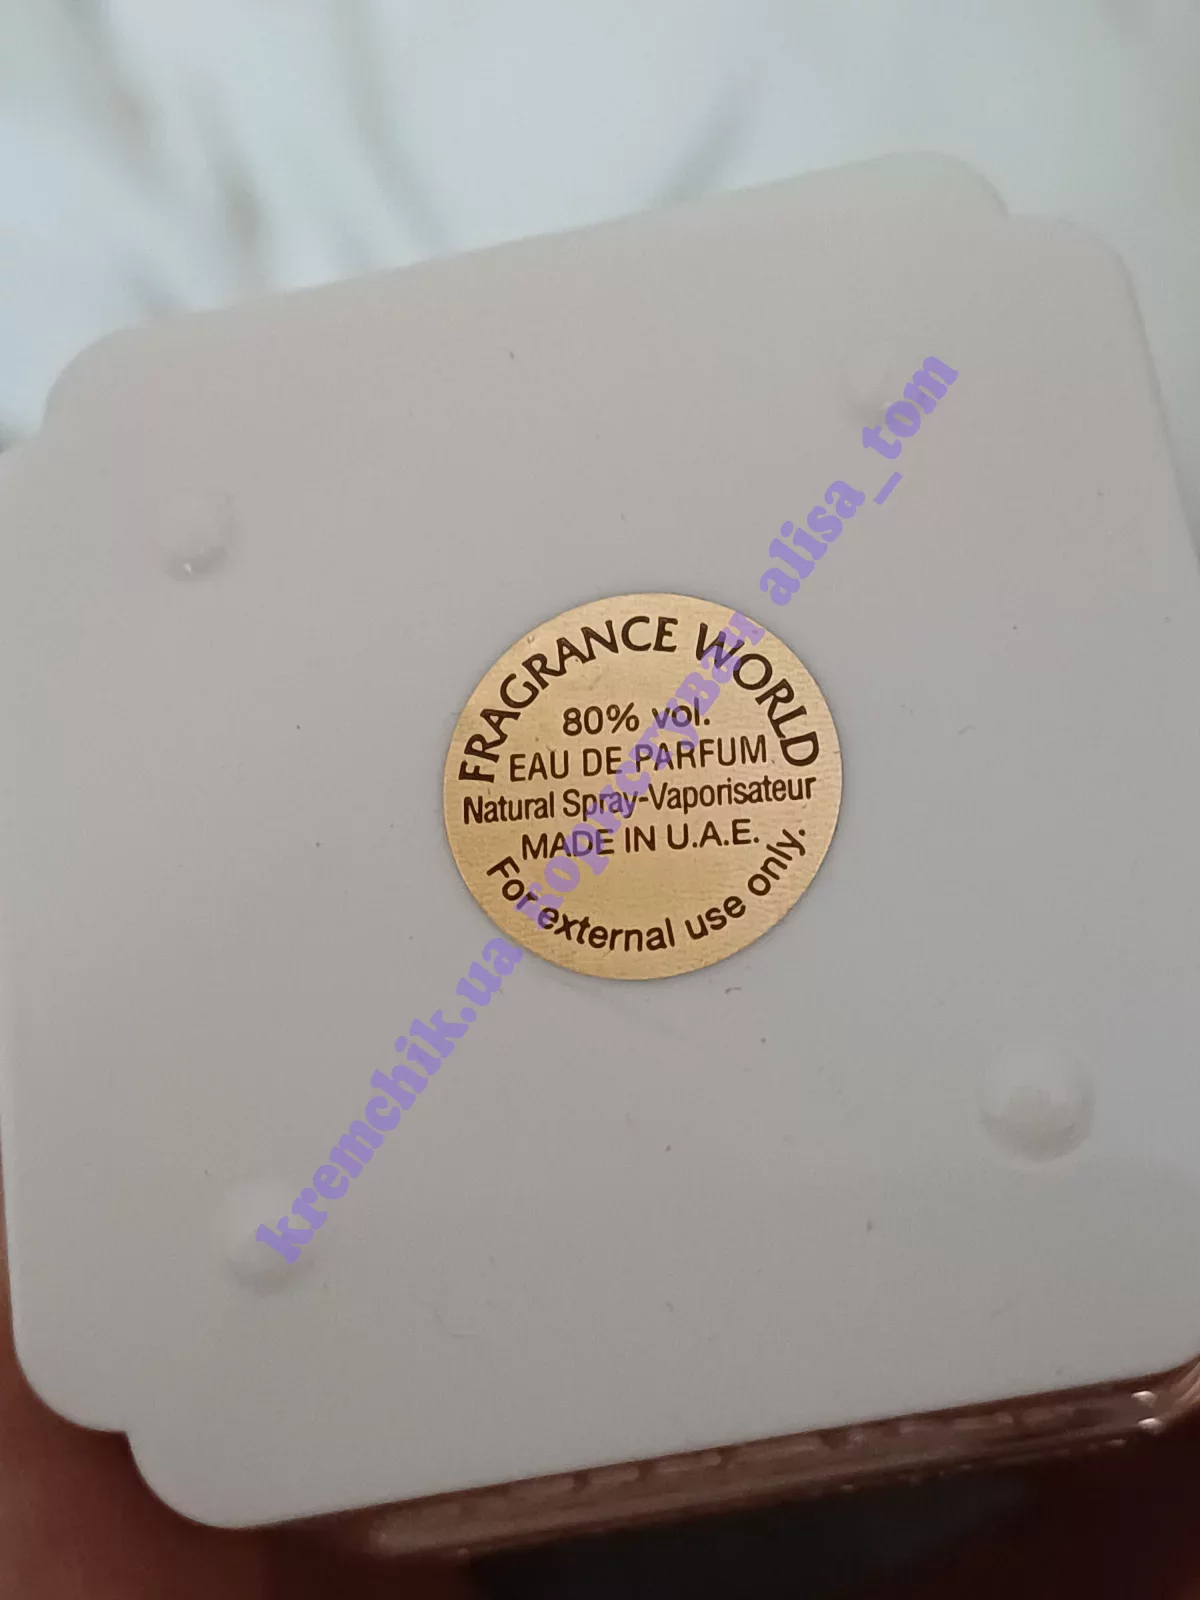 FRAGRANCE WORLD
80% vol.
EAU DE PARFUM
Natural Spray-Vaporisateur
MADE IN U.A.E.
For external use only.
kremchik.ua користувач alisa_tom